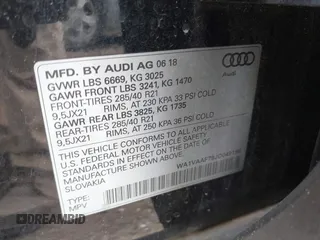 MFD. BY AUDI AG 06 18
GVWR LBS 6669, KG 3025
GAWR FRONT LBS 3241, KG 1470
FRONT-TIRES 285/40 R21
9,5JX21 RIMS, AT 230 KPA 33 PSI COLD
GAWR REAR LBS 3825, KG 1735
REAR-TIRES 285/40 R21
9,5JX21 RIMS, AT 250 KPA 36 PSI COLD
Audi
THIS VEHICLE CONFORMS TO ALL APPLICABLE
U.S. FEDERAL MOTOR VEHICLE SAFETY STANDARDS
IN EFFECT ON THE DATE OF MANUFACTURE SHOWN ABOVE.
SLOVAKIA
TYPE:
MPV
DREAMBID